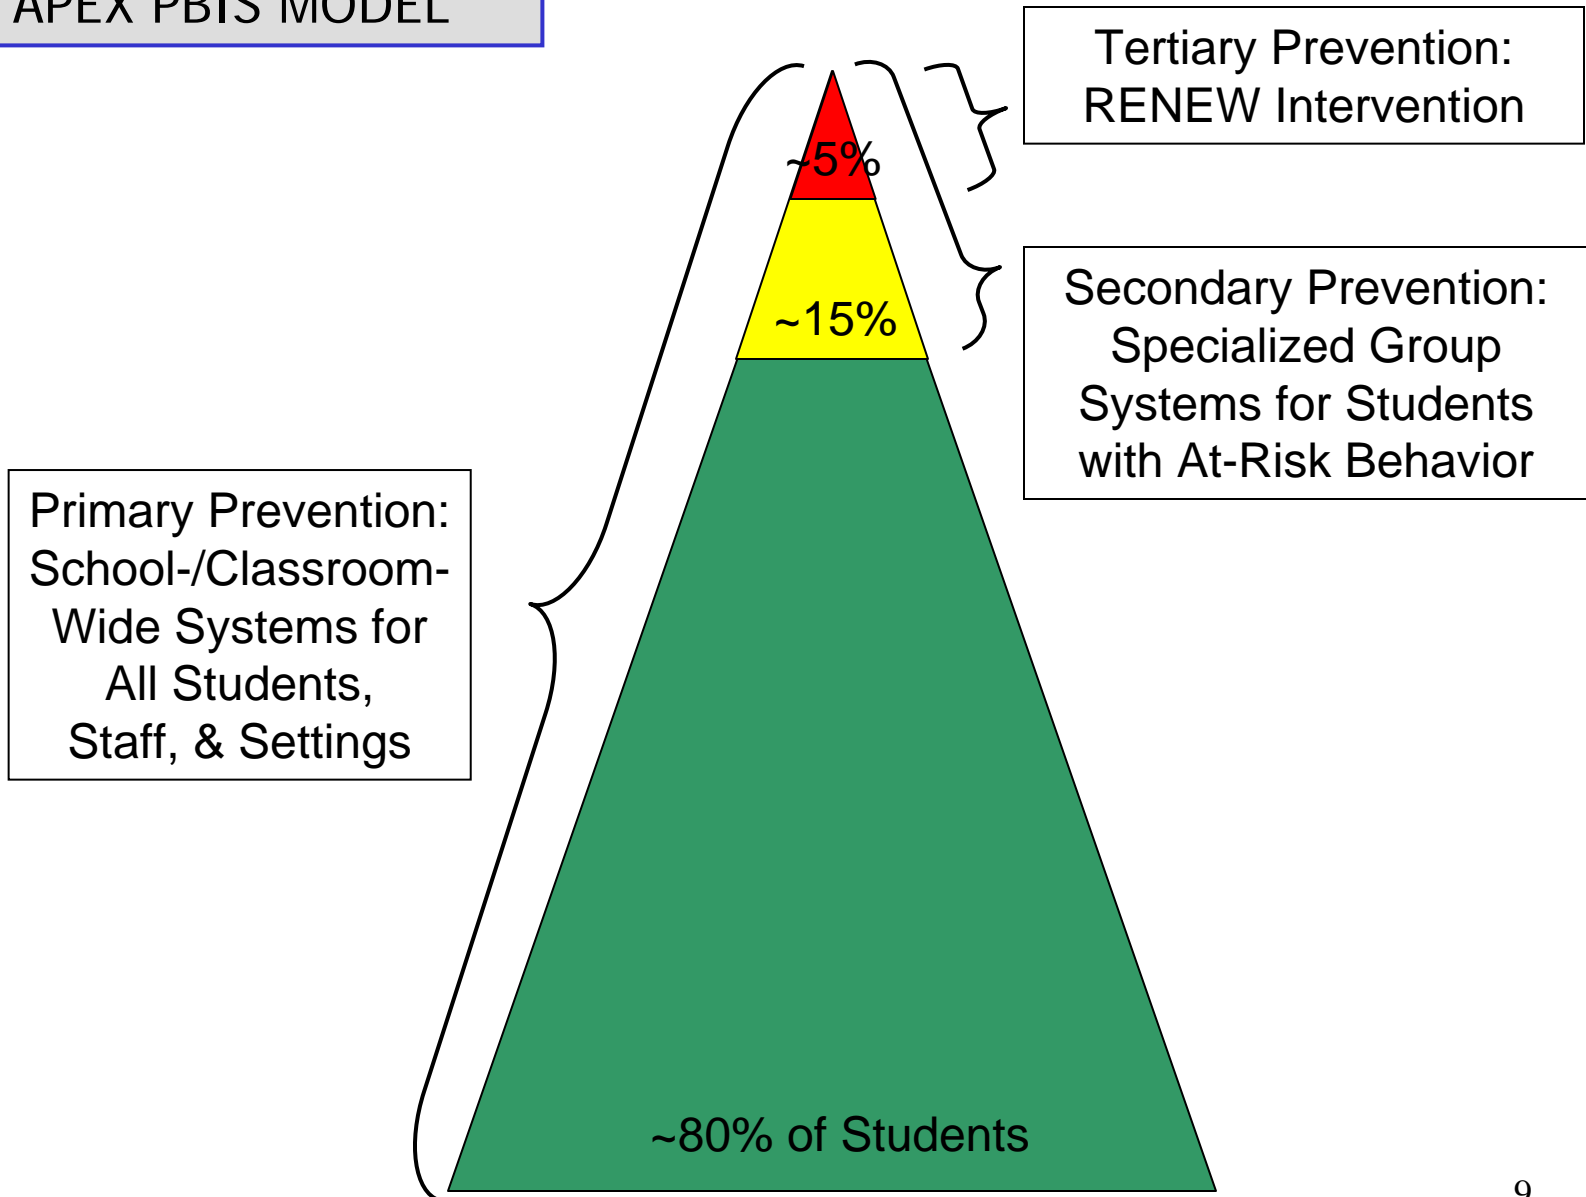 APEX PBIS MODEL
Tertiary Prevention:
RENEW Intervention
~5%
Secondary Prevention:
Specialized Group
Systems for Students
with At-Risk Behavior
~15%
Primary Prevention:
School-/Classroom-
Wide Systems for
All Students,
Staff, & Settings
~80% of Students
9